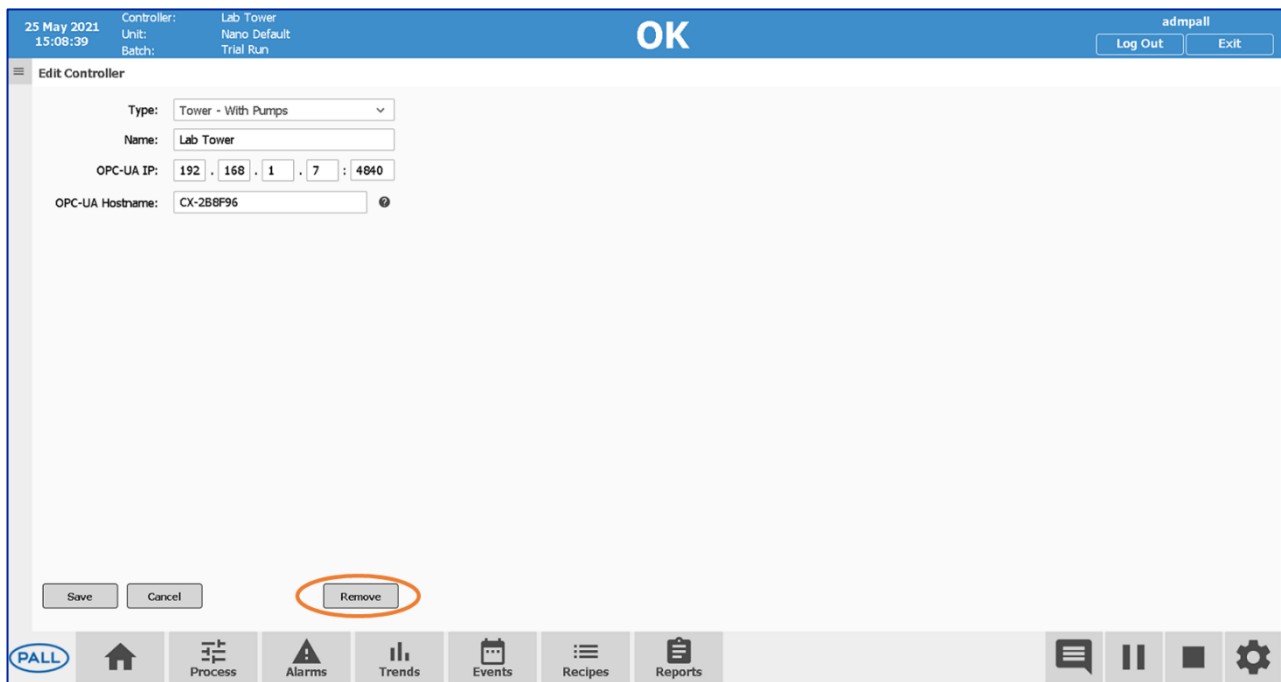 25 May 2021
15:08:39
Controller: Lab Tower
Unit: Nano Default
Batch: Trial Run
OK
admpall
Log Out Exit
Edit Controller
Type: Tower - With Pumps
Name: Lab Tower
OPC-UA IP: 192 . 168 . 1 . 7 : 4840
OPC-UA Hostname: CX-2B8F96 ?
Save Cancel Remove
PALL Process Alarms Trends Events Recipes Reports